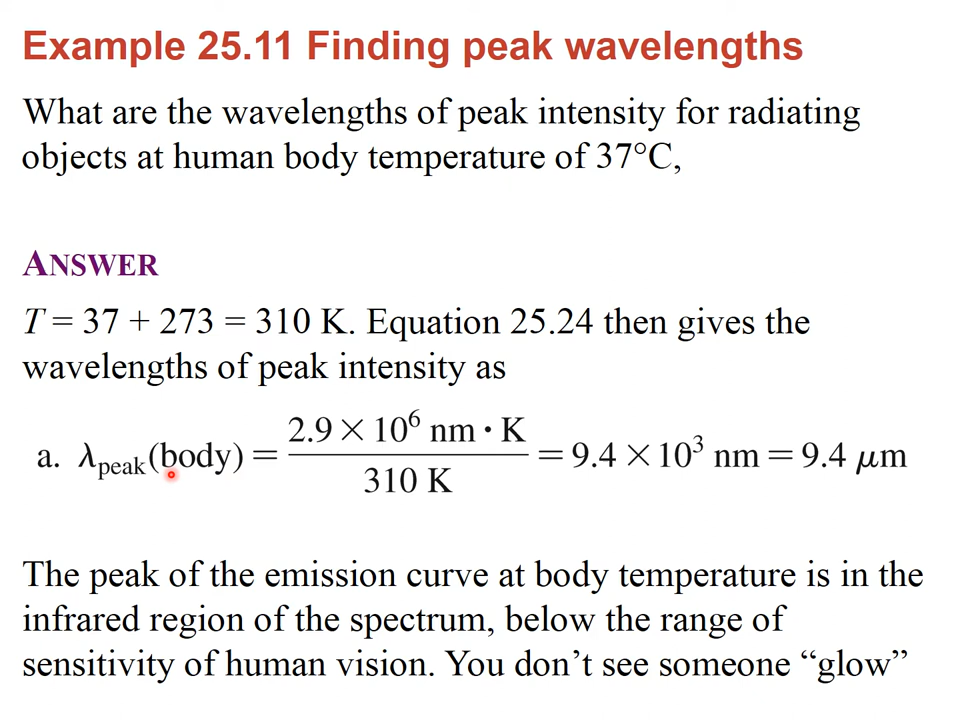 Example 25.11 Finding peak wavelengths
What are the wavelengths of peak intensity for radiating
objects at human body temperature of 37°C,
ANSWER
T = 37 + 273 = 310 K. Equation 25.24 then gives the
wavelengths of peak intensity as
a. λpeak(body) = 2.9 × 10⁶ nm · K / 310 K = 9.4 × 10³ nm = 9.4 μm
The peak of the emission curve at body temperature is in the
infrared region of the spectrum, below the range of
sensitivity of human vision. You don’t see someone “glow”